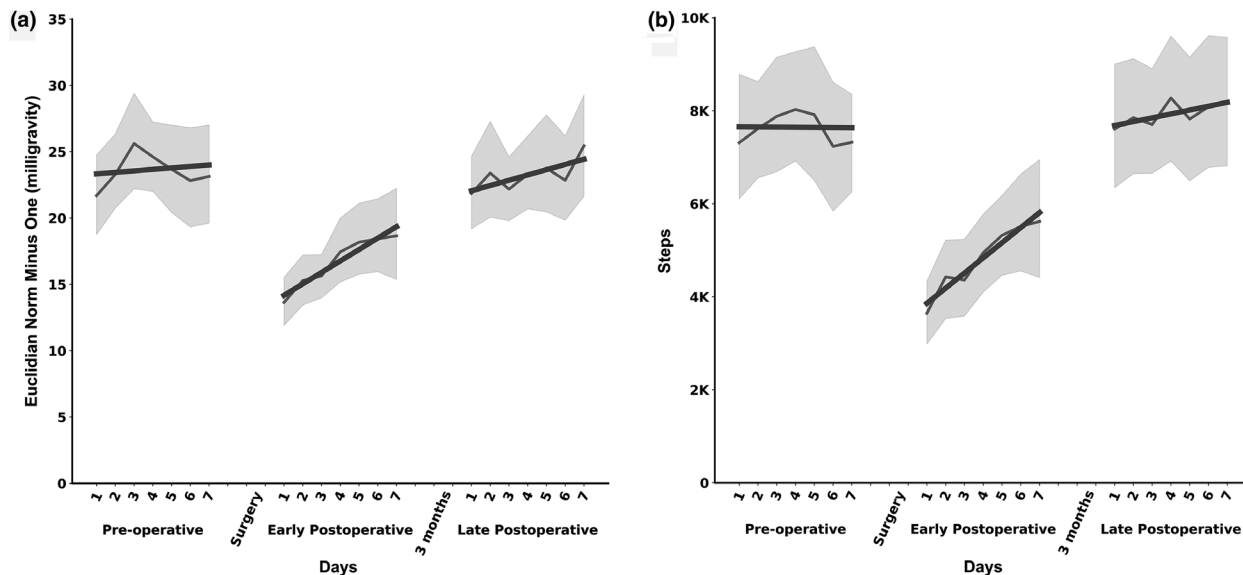 (a)
35
30
25
20
15
10
5
0
Euclidian Norm Minus One (milligravity)
1 2 3 4 5 6 7 Surgery 1 2 3 4 5 6 7 3 months 1 2 3 4 5 6 7
Pre-operative Early Postoperative Late Postoperative
Days
(b)
10K
8K
6K
4K
2K
0
Steps
1 2 3 4 5 6 7 Surgery 1 2 3 4 5 6 7 3 months 1 2 3 4 5 6 7
Pre-operative Early Postoperative Late Postoperative
Days